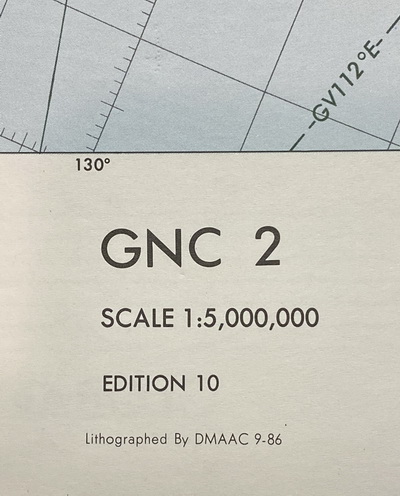 GV112°E
130°
GNC 2
SCALE 1:5,000,000
EDITION 10
Lithographed By DMAAC 9-86